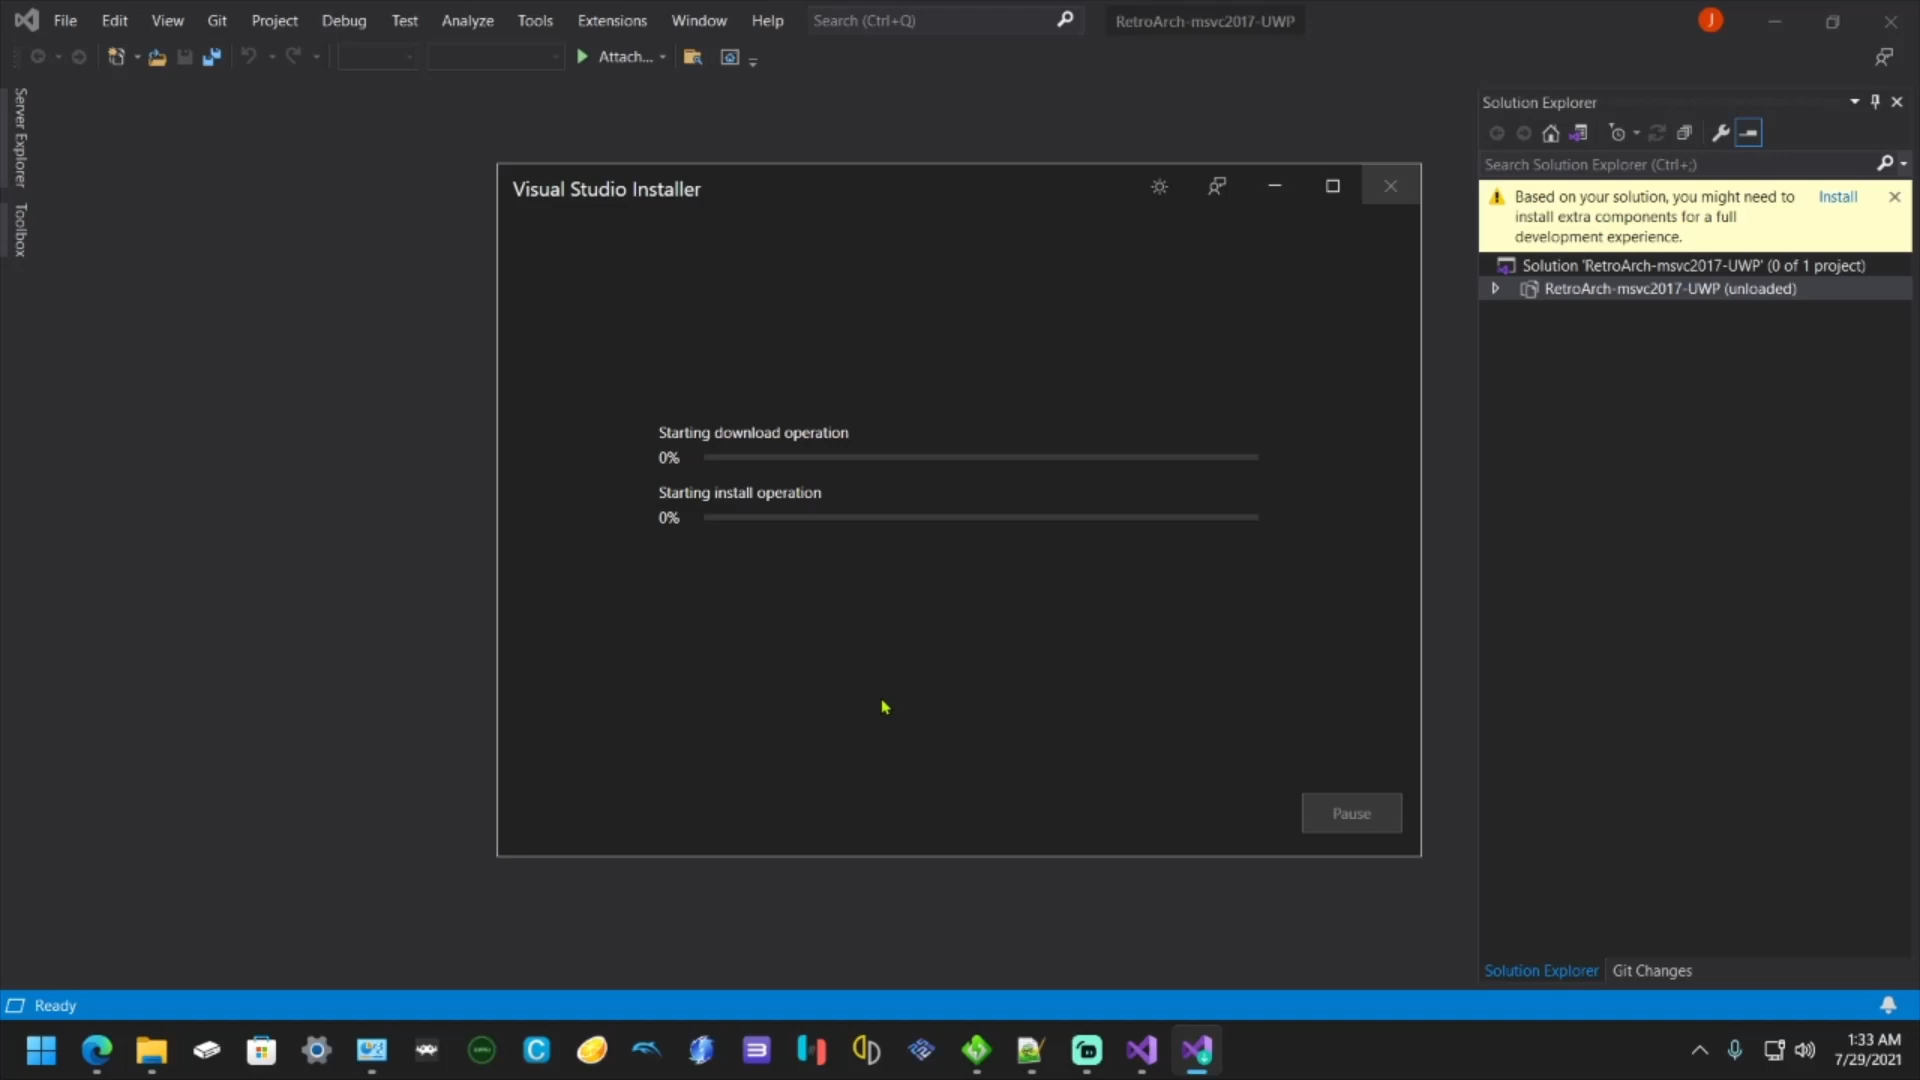 File Edit View Git Project Debug Test Analyze Tools Extensions Window Help Search (Ctrl+Q) RetroArch-msvc2017-UWP J
Attach...
Server Explorer
Toolbox
Visual Studio Installer
Starting download operation
0%
Starting install operation
0%
Pause
Solution Explorer
Search Solution Explorer (Ctrl+;)
Based on your solution, you might need to Install
install extra components for a full
development experience.
Solution 'RetroArch-msvc2017-UWP' (0 of 1 project)
RetroArch-msvc2017-UWP (unloaded)
Solution Explorer Git Changes
Ready
1:33 AM
7/29/2021